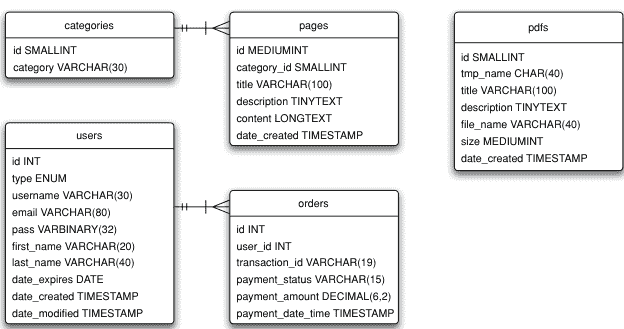 categories
id SMALLINT
category VARCHAR(30)
pages
id MEDIUMINT
category_id SMALLINT
title VARCHAR(100)
description TINYTEXT
content LONGTEXT
date_created TIMESTAMP
pdfs
id SMALLINT
tmp_name CHAR(40)
title VARCHAR(100)
description TINYTEXT
file_name VARCHAR(40)
size MEDIUMINT
date_created TIMESTAMP
users
id INT
type ENUM
username VARCHAR(30)
email VARCHAR(80)
pass VARBINARY(32)
first_name VARCHAR(20)
last_name VARCHAR(40)
date_expires DATE
date_created TIMESTAMP
date_modified TIMESTAMP
orders
id INT
user_id INT
transaction_id VARCHAR(19)
payment_status VARCHAR(15)
payment_amount DECIMAL(6,2)
payment_date_time TIMESTAMP